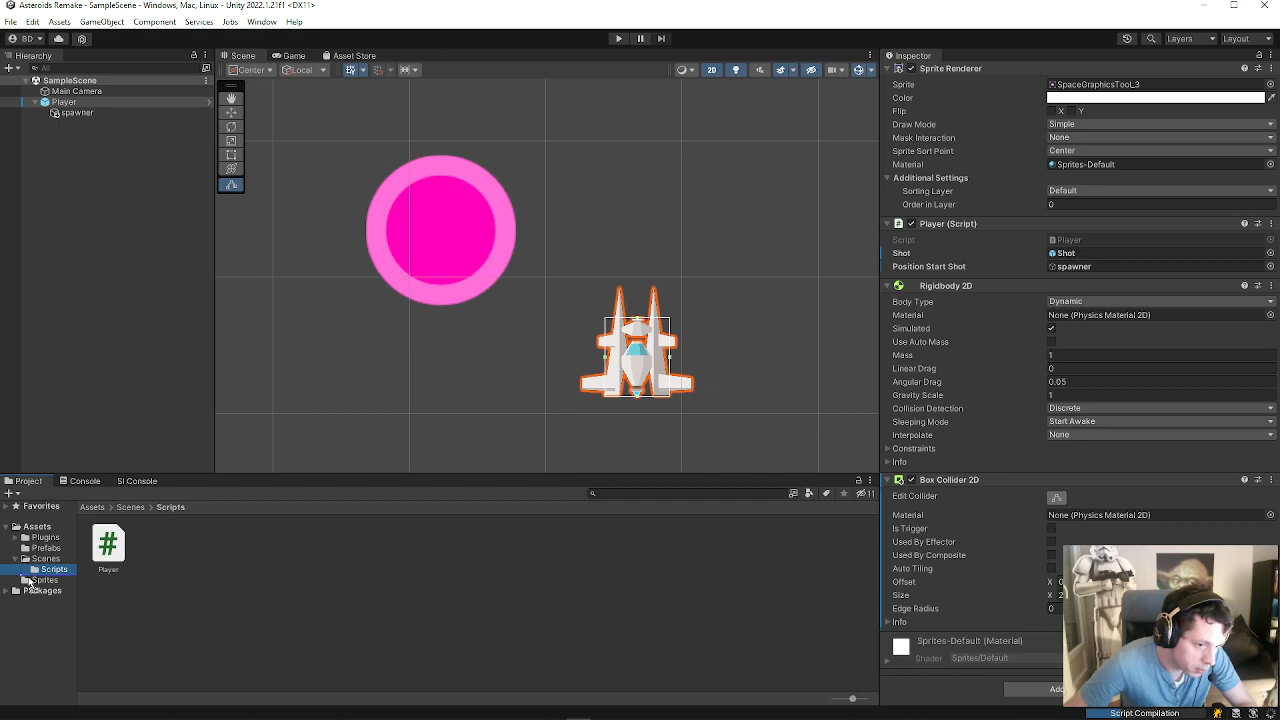 Asteroids Remake - SampleScene - Windows, Mac, Linux - Unity 2022.1.21f1 <DX11>
File Edit Assets GameObject Component Services Jobs Window Help
BD Layers Layout
Hierarchy
All
SampleScene
Main Camera
Player
spawner
Scene Game Asset Store
Center Local 2D
Inspector
Sprite Renderer
Sprite SpaceGraphicsTool_3
Color
Flip X Y
Draw Mode Simple
Mask Interaction None
Sprite Sort Point Center
Material Sprites-Default
Additional Settings
Sorting Layer Default
Order in Layer 0
Player (Script)
Script Player
Shot Shot
Position Start Shot spawner
Rigidbody 2D
Body Type Dynamic
Material None (Physics Material 2D)
Simulated
Use Auto Mass
Mass 1
Linear Drag 0
Angular Drag 0.05
Gravity Scale 1
Collision Detection Discrete
Sleeping Mode Start Awake
Interpolate None
Constraints
Info
Box Collider 2D
Edit Collider
Material None (Physics Material 2D)
Is Trigger
Used By Effector
Used By Composite
Auto Tiling
Offset X 0
Size X 2
Edge Radius 0
Info
Sprites-Default (Material)
Shader Sprites/Default
Add
Project Console SI Console
11
Favorites
Assets
Plugins
Prefabs
Scenes
Scripts
Sprites
Packages
Assets > Scenes > Scripts
#
Player
Script Compilation